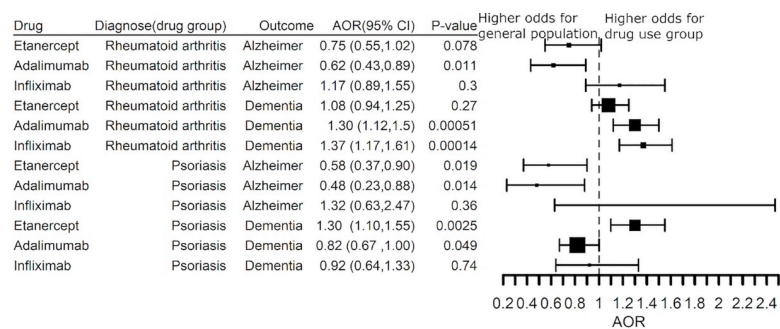 Drug Diagnose(drug group) Outcome AOR(95% CI) P-value Higher odds for general population Higher odds for drug use group
Etanercept Rheumatoid arthritis Alzheimer 0.75 (0.55,1.02) 0.078
Adalimumab Rheumatoid arthritis Alzheimer 0.62 (0.43,0.89) 0.011
Infliximab Rheumatoid arthritis Alzheimer 1.17 (0.89,1.55) 0.3
Etanercept Rheumatoid arthritis Dementia 1.08 (0.94,1.25) 0.27
Adalimumab Rheumatoid arthritis Dementia 1.30 (1.12,1.5) 0.00051
Infliximab Rheumatoid arthritis Dementia 1.37 (1.17,1.61) 0.00014
Etanercept Psoriasis Alzheimer 0.58 (0.37,0.90) 0.019
Adalimumab Psoriasis Alzheimer 0.48 (0.23,0.88) 0.014
Infliximab Psoriasis Alzheimer 1.32 (0.63,2.47) 0.36
Etanercept Psoriasis Dementia 1.30 (1.10,1.55) 0.0025
Adalimumab Psoriasis Dementia 0.82 (0.67 ,1.00) 0.049
Infliximab Psoriasis Dementia 0.92 (0.64,1.33) 0.74
0.2 0.4 0.6 0.8 1 1.2 1.4 1.6 1.8 2 2.2 2.4
AOR